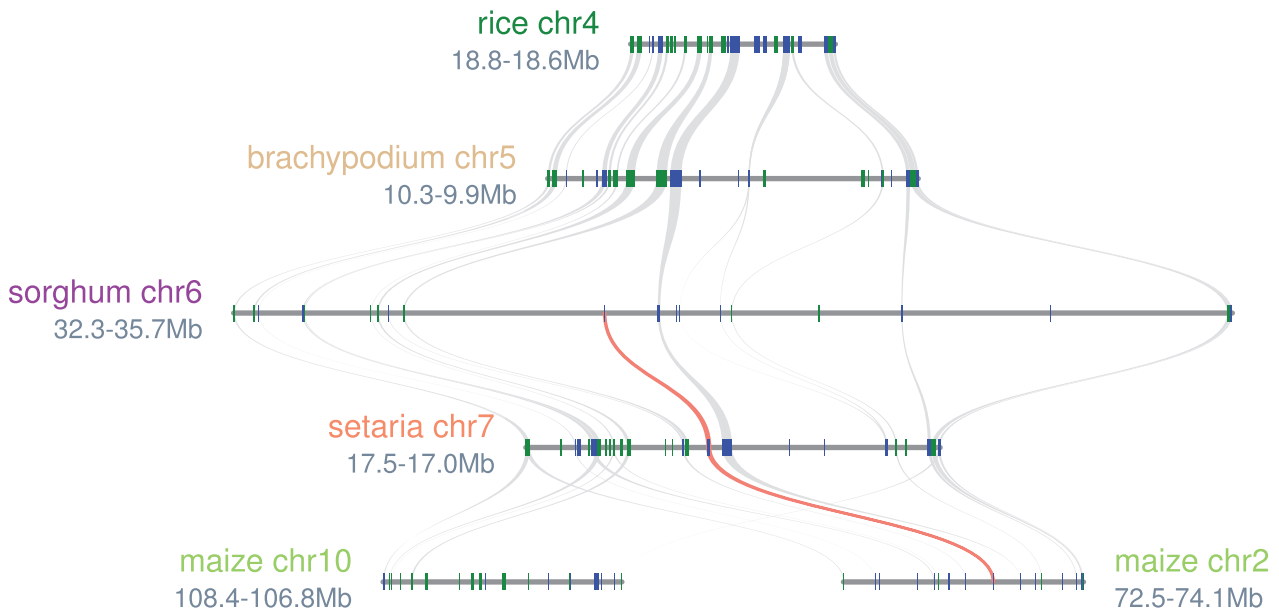 rice chr4
18.8-18.6Mb
brachypodium chr5
10.3-9.9Mb
sorghum chr6
32.3-35.7Mb
setaria chr7
17.5-17.0Mb
maize chr10
108.4-106.8Mb
maize chr2
72.5-74.1Mb